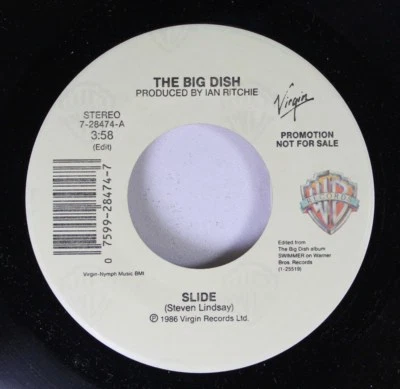 THE BIG DISH
PRODUCED BY IAN RITCHIE
STEREO
7-28474-A
3:58
(Edit)
Virgin
PROMOTION
NOT FOR SALE
0 7599-28474-7
Edited from
The Big Dish album
SWIMMER on Warner
Bros. Records
(1-25519)
Virgin-Nymph Music BMI
SLIDE
(Steven Lindsay)
℗ 1986 Virgin Records Ltd.